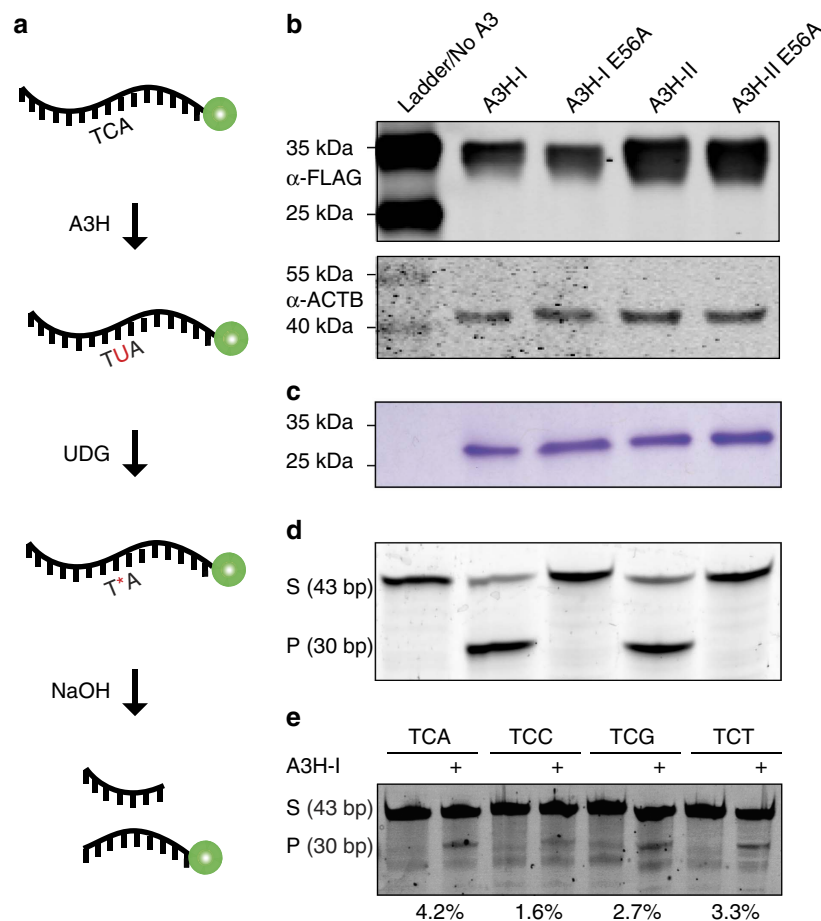 a
TCA
A3H
TUA
UDG
T*A
NaOH
b
Ladder/No A3
A3H-I
A3H-I E56A
A3H-II
A3H-II E56A
35 kDa
α-FLAG
25 kDa
55 kDa
α-ACTB
40 kDa
c
35 kDa
25 kDa
d
S (43 bp)
P (30 bp)
e
TCA TCC TCG TCT
A3H-I + + + +
S (43 bp)
P (30 bp)
4.2% 1.6% 2.7% 3.3%